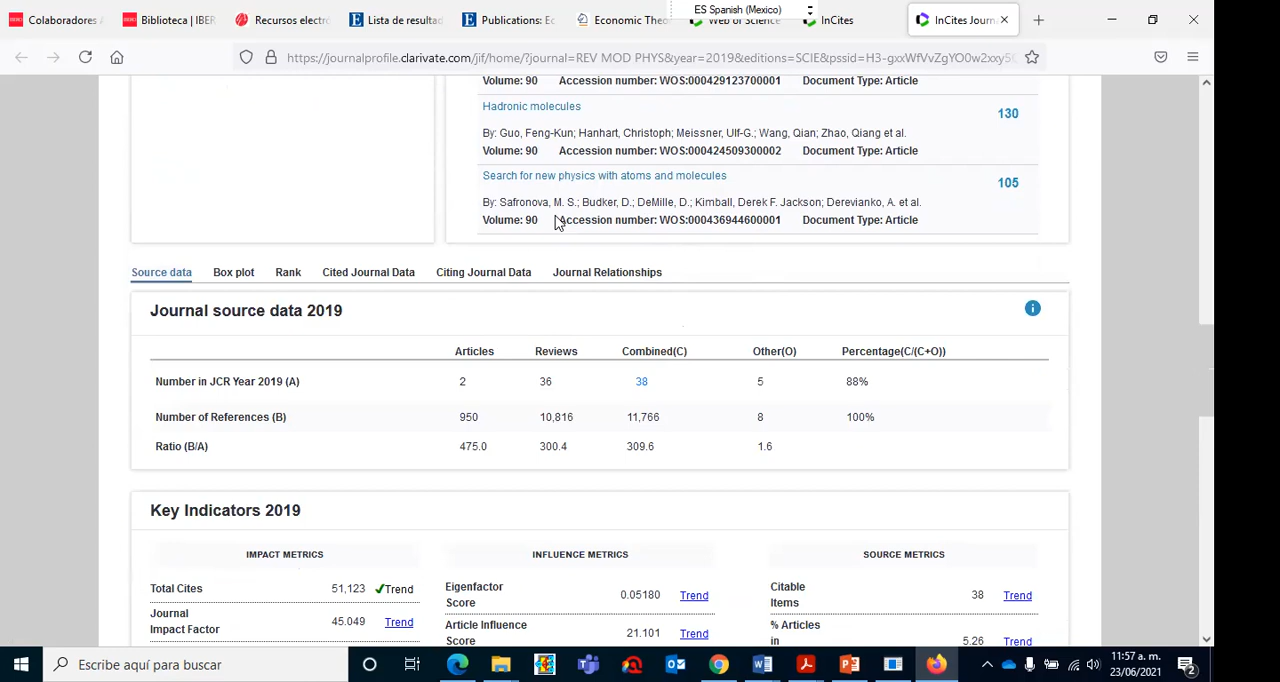 ES Spanish (Mexico)
Colaboradores
Biblioteca | IBER
Recursos electró
Lista de resultad
Publications: Ec
Economic Theo
Web of Science
InCites
InCites Journ
https://journalprofile.clarivate.com/jif/home/?journal=REV MOD PHYS&year=2019&editions=SCIE&pssid=H3-gxxWfVvZgYO0w2xxy5
Volume: 90 Accession number: WOS:000429123700001 Document Type: Article
Hadronic molecules 130
By: Guo, Feng-Kun; Hanhart, Christoph; Meissner, Ulf-G.; Wang, Qian; Zhao, Qiang et al.
Volume: 90 Accession number: WOS:000424509300002 Document Type: Article
Search for new physics with atoms and molecules 105
By: Safronova, M. S.; Budker, D.; DeMille, D.; Kimball, Derek F. Jackson; Derevianko, A. et al.
Volume: 90 Accession number: WOS:000436944600001 Document Type: Article
Source data Box plot Rank Cited Journal Data Citing Journal Data Journal Relationships
Journal source data 2019
Articles Reviews Combined(C) Other(O) Percentage(C/(C+O))
Number in JCR Year 2019 (A) 2 36 38 5 88%
Number of References (B) 950 10,816 11,766 8 100%
Ratio (B/A) 475.0 300.4 309.6 1.6
Key Indicators 2019
IMPACT METRICS INFLUENCE METRICS SOURCE METRICS
Total Cites 51,123 Trend
Journal
Impact Factor 45.049 Trend
Eigenfactor
Score 0.05180 Trend
Article Influence
Score 21.101 Trend
Citable
Items 38 Trend
% Articles
in 5.26 Trend
Escribe aquí para buscar
11:57 a. m.
23/06/2021
2